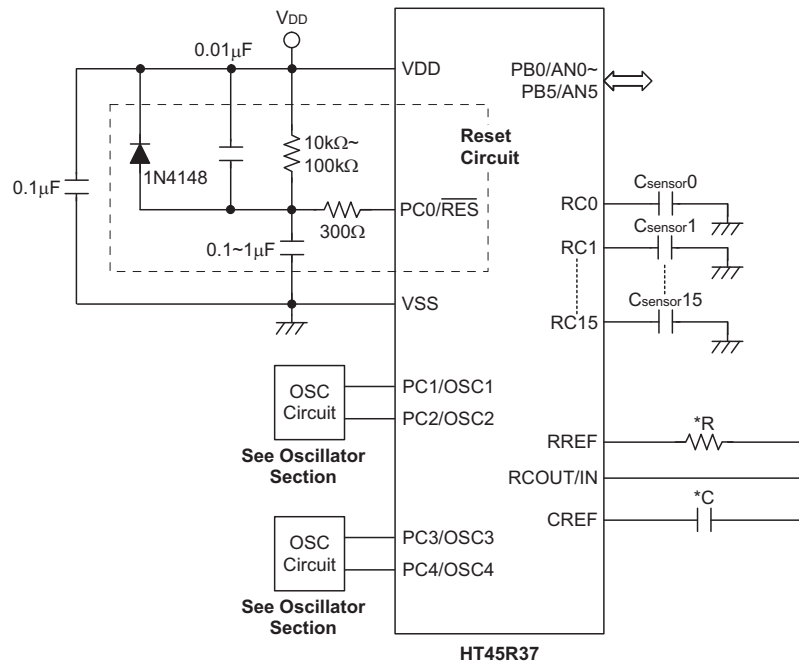 VDD
0.01μF
VDD
PB0/AN0~
PB5/AN5
Reset
Circuit
10kΩ~
100kΩ
1N4148
0.1μF
PC0/RES
300Ω
0.1~1μF
VSS
Csensor0
RC0
Csensor1
RC1
Csensor15
RC15
OSC
Circuit
PC1/OSC1
PC2/OSC2
See Oscillator
Section
*R
RREF
RCOUT/IN
*C
CREF
OSC
Circuit
PC3/OSC3
PC4/OSC4
See Oscillator
Section
HT45R37